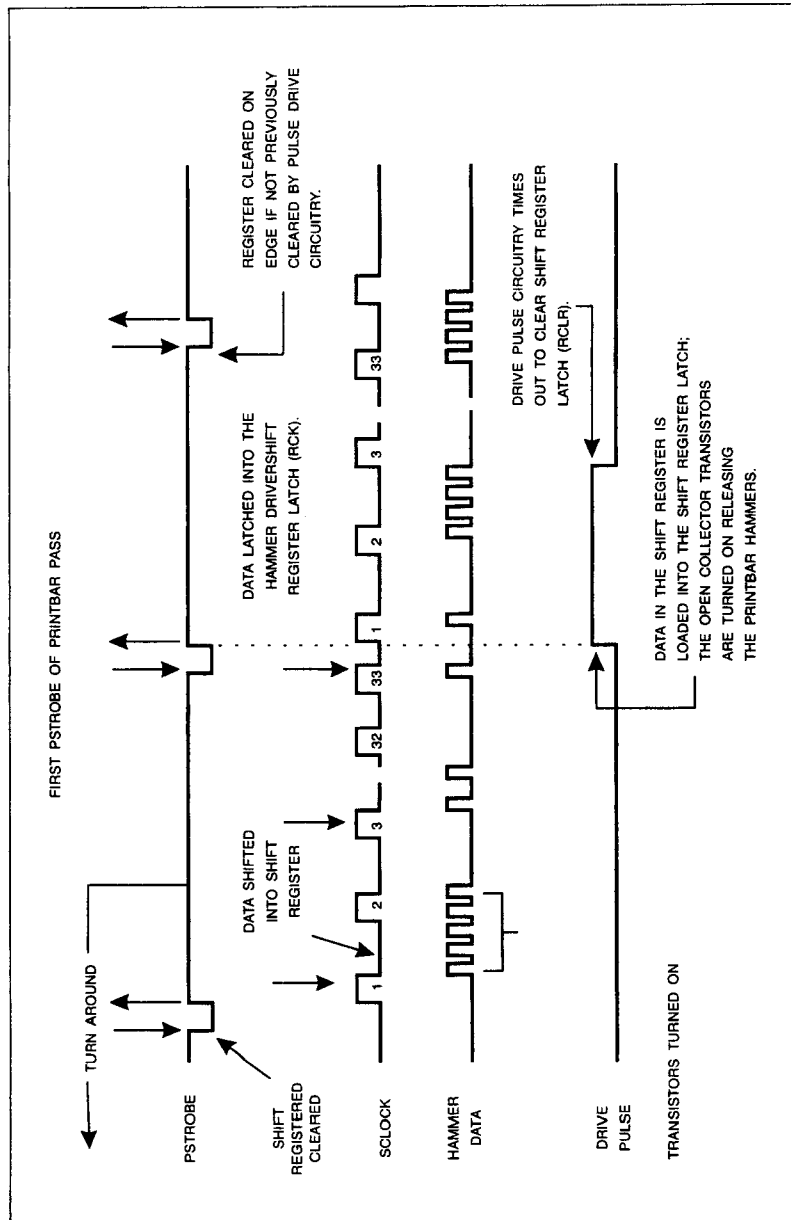 FIRST PSTROBE OF PRINTBAR PASS
TURN AROUND
PSTROBE
SHIFT
REGISTERED
CLEARED
REGISTER CLEARED ON
EDGE IF NOT PREVIOUSLY
CLEARED BY PULSE DRIVE
CIRCUITRY.
DATA SHIFTED
INTO SHIFT
REGISTER
DATA LATCHED INTO THE
HAMMER DRIVERSHIFT
REGISTER LATCH (RCK).
SCLOCK
1
2
3
32
33
1
2
3
33
HAMMER
DATA
DRIVE PULSE CIRCUITRY TIMES
OUT TO CLEAR SHIFT REGISTER
LATCH (RCLR).
DRIVE
PULSE
TRANSISTORS TURNED ON
DATA IN THE SHIFT REGISTER IS
LOADED INTO THE SHIFT REGISTER LATCH;
THE OPEN COLLECTOR TRANSISTORS
ARE TURNED ON RELEASING
THE PRINTBAR HAMMERS.